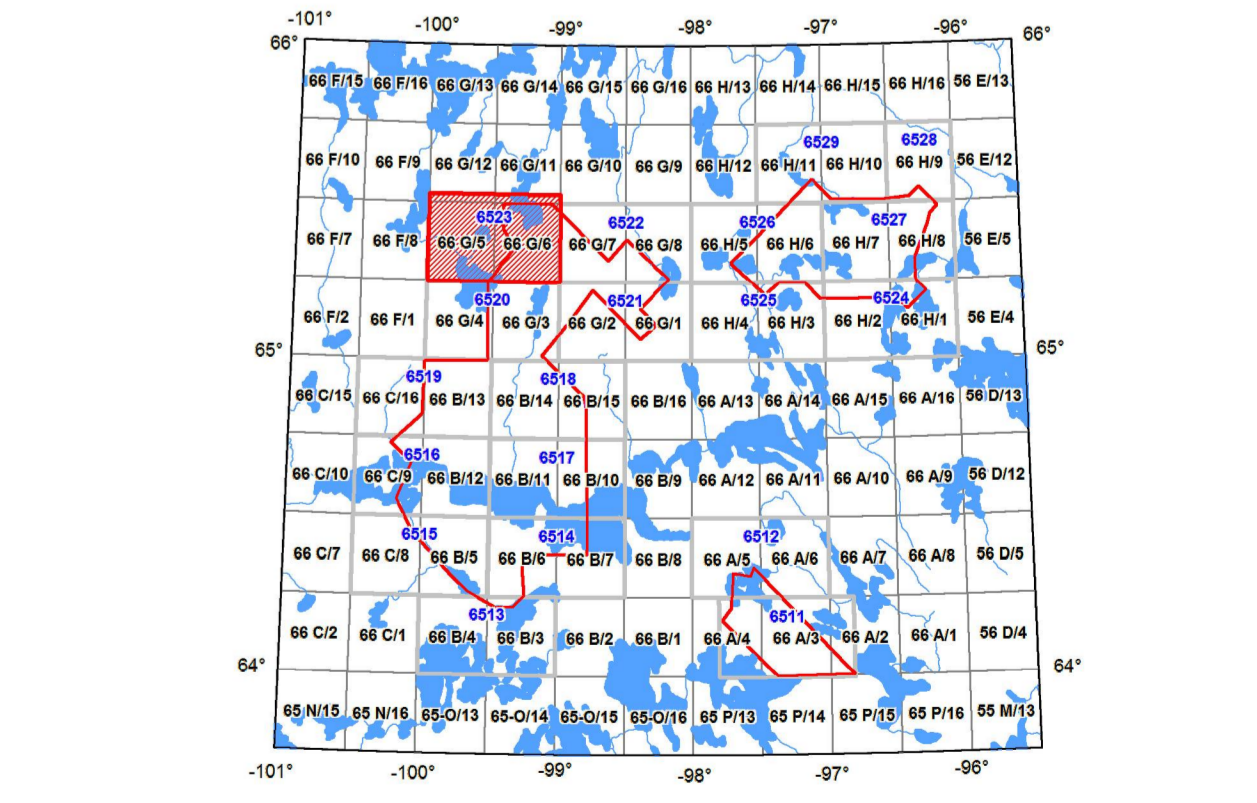 -101° -100° -99° -98° -97° -96°
66° 66°
66 F/15 66 F/16 66 G/13 66 G/14 66 G/15 66 G/16 66 H/13 66 H/14 66 H/15 66 H/16 56 E/13
6529 6528
66 F/10 66 F/9 66 G/12 66 G/11 66 G/10 66 G/9 66 H/12 66 H/11 66 H/10 66 H/9 56 E/12
6523 6522 6526 6527
66 F/7 66 F/8 66 G/5 66 G/6 66 G/7 66 G/8 66 H/5 66 H/6 66 H/7 66 H/8 56 E/5
6520 6521 6525 6524
66 F/2 66 F/1 66 G/4 66 G/3 66 G/2 66 G/1 66 H/4 66 H/3 66 H/2 66 H/1 56 E/4
65° 65°
6519 6518
66 C/15 66 C/16 66 B/13 66 B/14 66 B/15 66 B/16 66 A/13 66 A/14 66 A/15 66 A/16 56 D/13
6516 6517
66 C/10 66 C/9 66 B/12 66 B/11 66 B/10 66 B/9 66 A/12 66 A/11 66 A/10 66 A/9 56 D/12
6515 6514 6512
66 C/7 66 C/8 66 B/5 66 B/6 66 B/7 66 B/8 66 A/5 66 A/6 66 A/7 66 A/8 56 D/5
6513 6511
66 C/2 66 C/1 66 B/4 66 B/3 66 B/2 66 B/1 66 A/4 66 A/3 66 A/2 66 A/1 56 D/4
64° 64°
65 N/15 65 N/16 65-O/13 65-O/14 65-O/15 65-O/16 65 P/13 65 P/14 65 P/15 65 P/16 55 M/13
-101° -100° -99° -98° -97° -96°